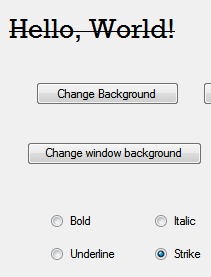 Hello, World!
Change Background
Change window background
Bold Italic
Underline Strike